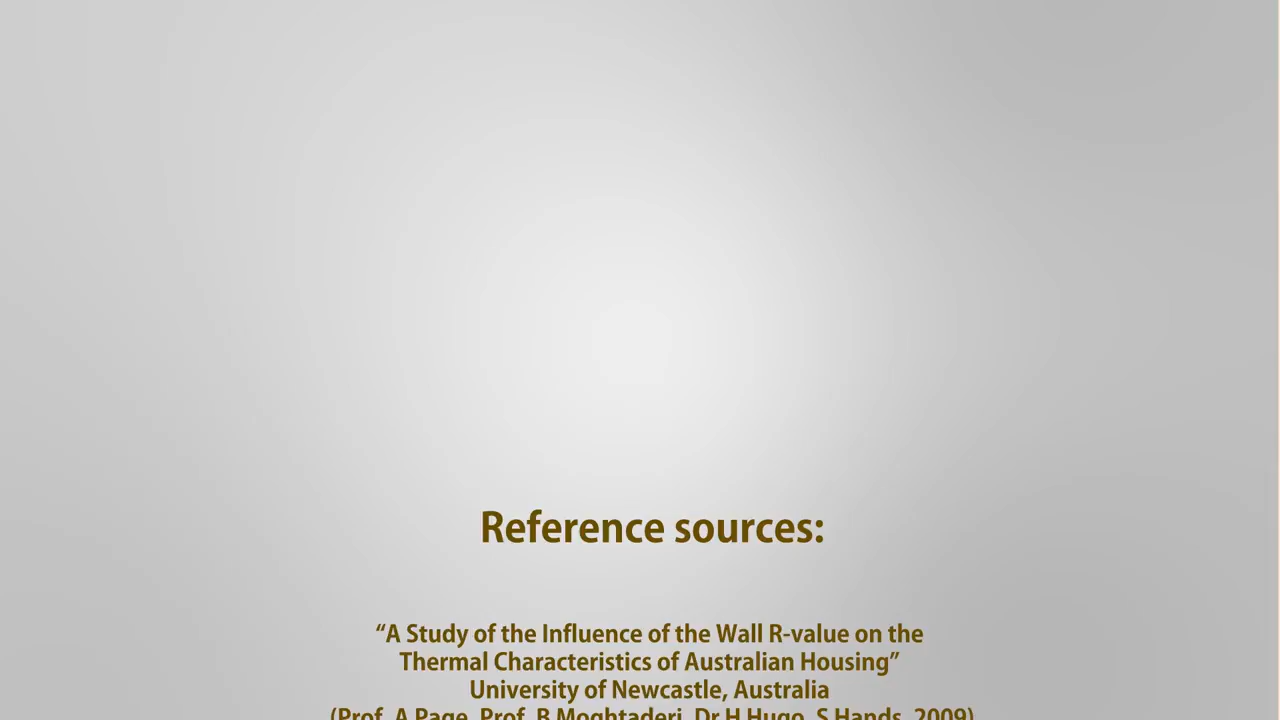 Reference sources:
“A Study of the Influence of the Wall R-value on the
Thermal Characteristics of Australian Housing”
University of Newcastle, Australia
(Prof. A Page, Prof. B Moghtaderi, Dr H Hugo, S Hands, 2009)